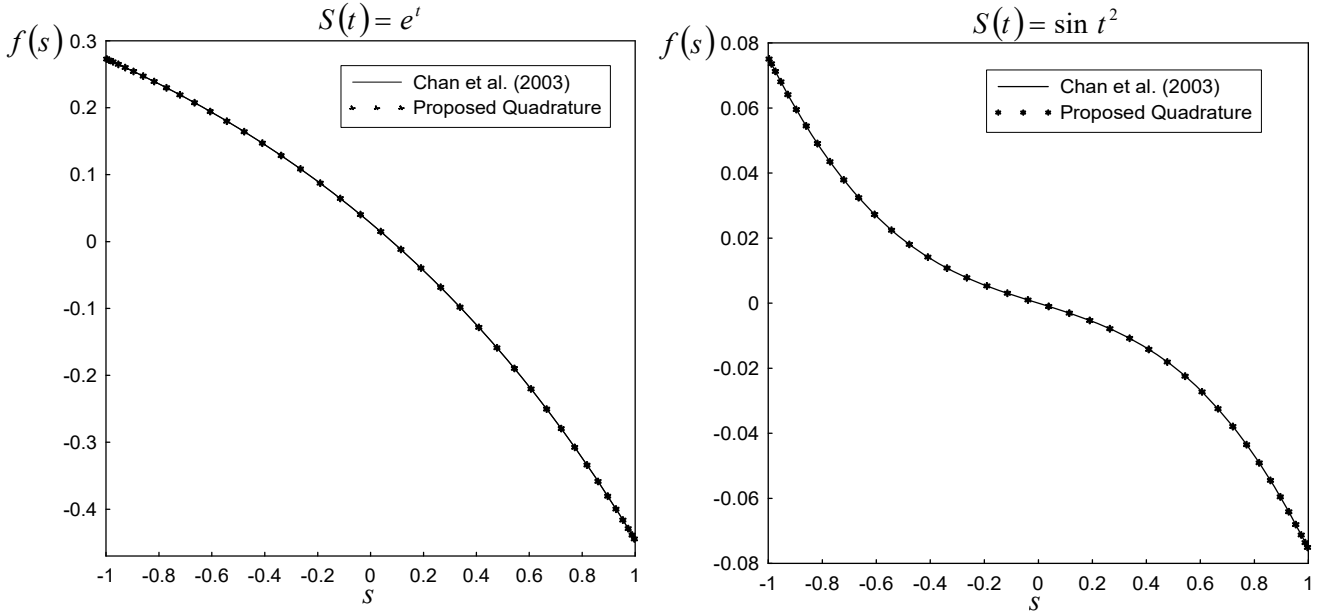 S(t) = e^t
f(s)
0.3
0.2
0.1
0
-0.1
-0.2
-0.3
-0.4
-1 -0.8 -0.6 -0.4 -0.2 0 0.2 0.4 0.6 0.8 1
s
Chan et al. (2003)
Proposed Quadrature
S(t) = sin t^2
f(s)
0.08
0.06
0.04
0.02
0
-0.02
-0.04
-0.06
-0.08
-1 -0.8 -0.6 -0.4 -0.2 0 0.2 0.4 0.6 0.8 1
s
Chan et al. (2003)
Proposed Quadrature